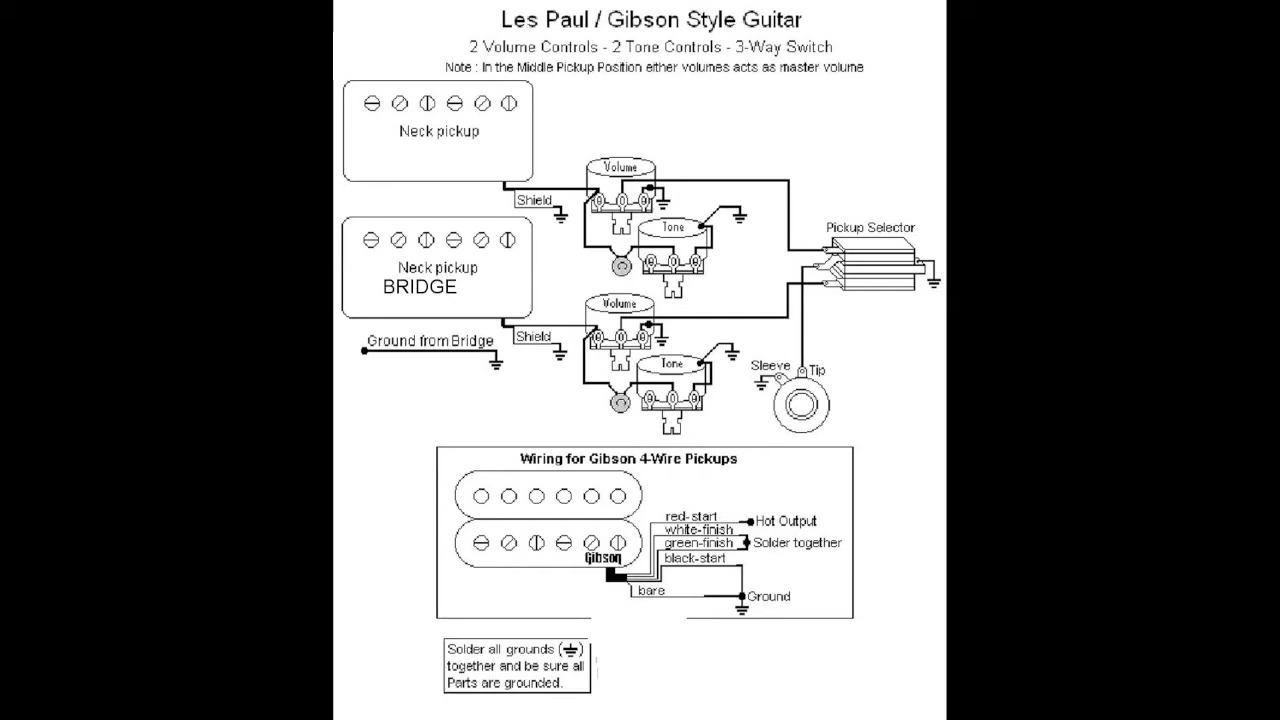 Les Paul / Gibson Style Guitar
2 Volume Controls - 2 Tone Controls - 3-Way Switch
Note : In the Middle Pickup Position either volumes acts as master volume
Neck pickup
Volume
Shield
Tone
Pickup Selector
Neck pickup
BRIDGE
Volume
Shield
Ground from Bridge
Tone
Sleeve
Tip
Wiring for Gibson 4-Wire Pickups
red-start
Hot Output
white-finish
green-finish
Solder together
black-start
Gibson
bare
Ground
Solder all grounds ( )
together and be sure all
Parts are grounded.